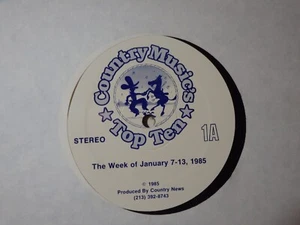 Country Music's
Top Ten
STEREO
1A
The Week of January 7-13, 1985
© 1985
Produced By Country News
(213) 392-8743